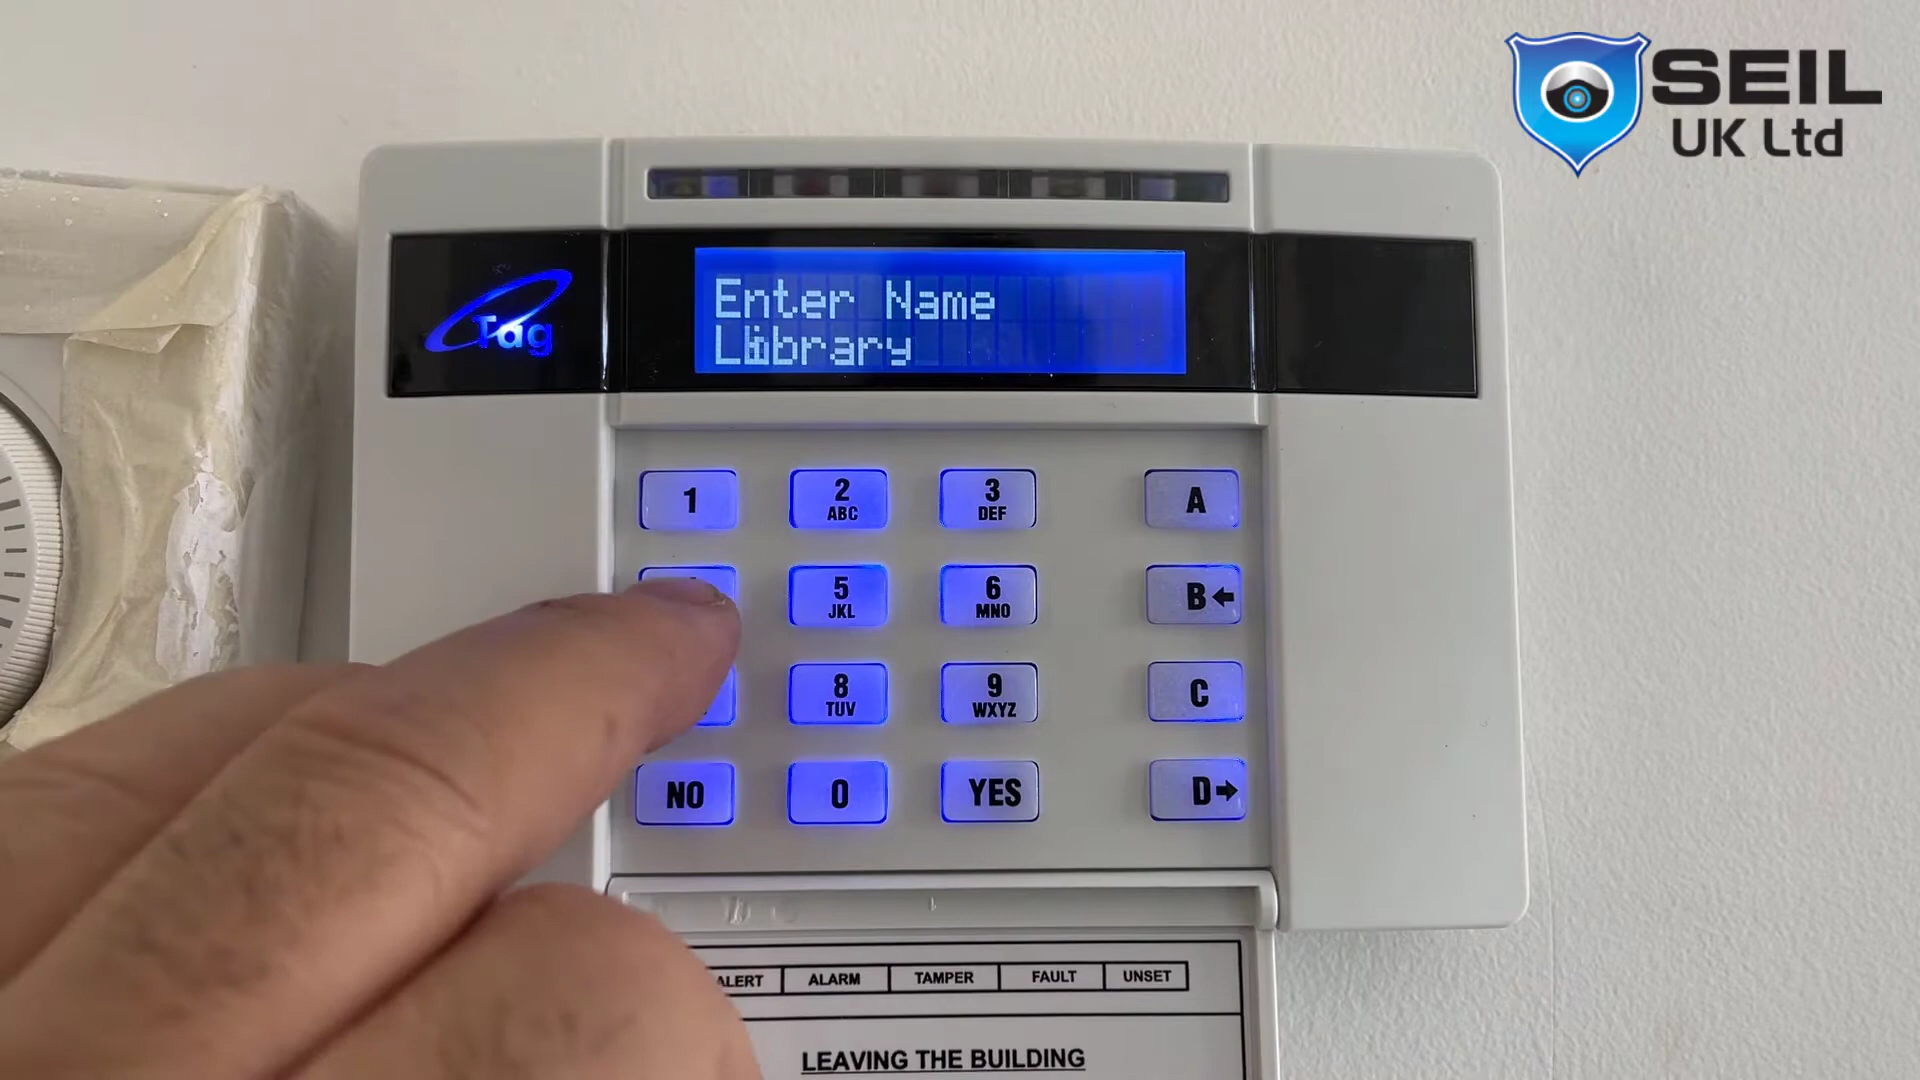 SEIL
UK Ltd
Tag
Enter Name
Library
1
2
ABC
3
DEF
A
5
JKL
6
MNO
B←
8
TUV
9
WXYZ
C
NO
0
YES
D→
ALARM
TAMPER
FAULT
UNSET
LEAVING THE BUILDING